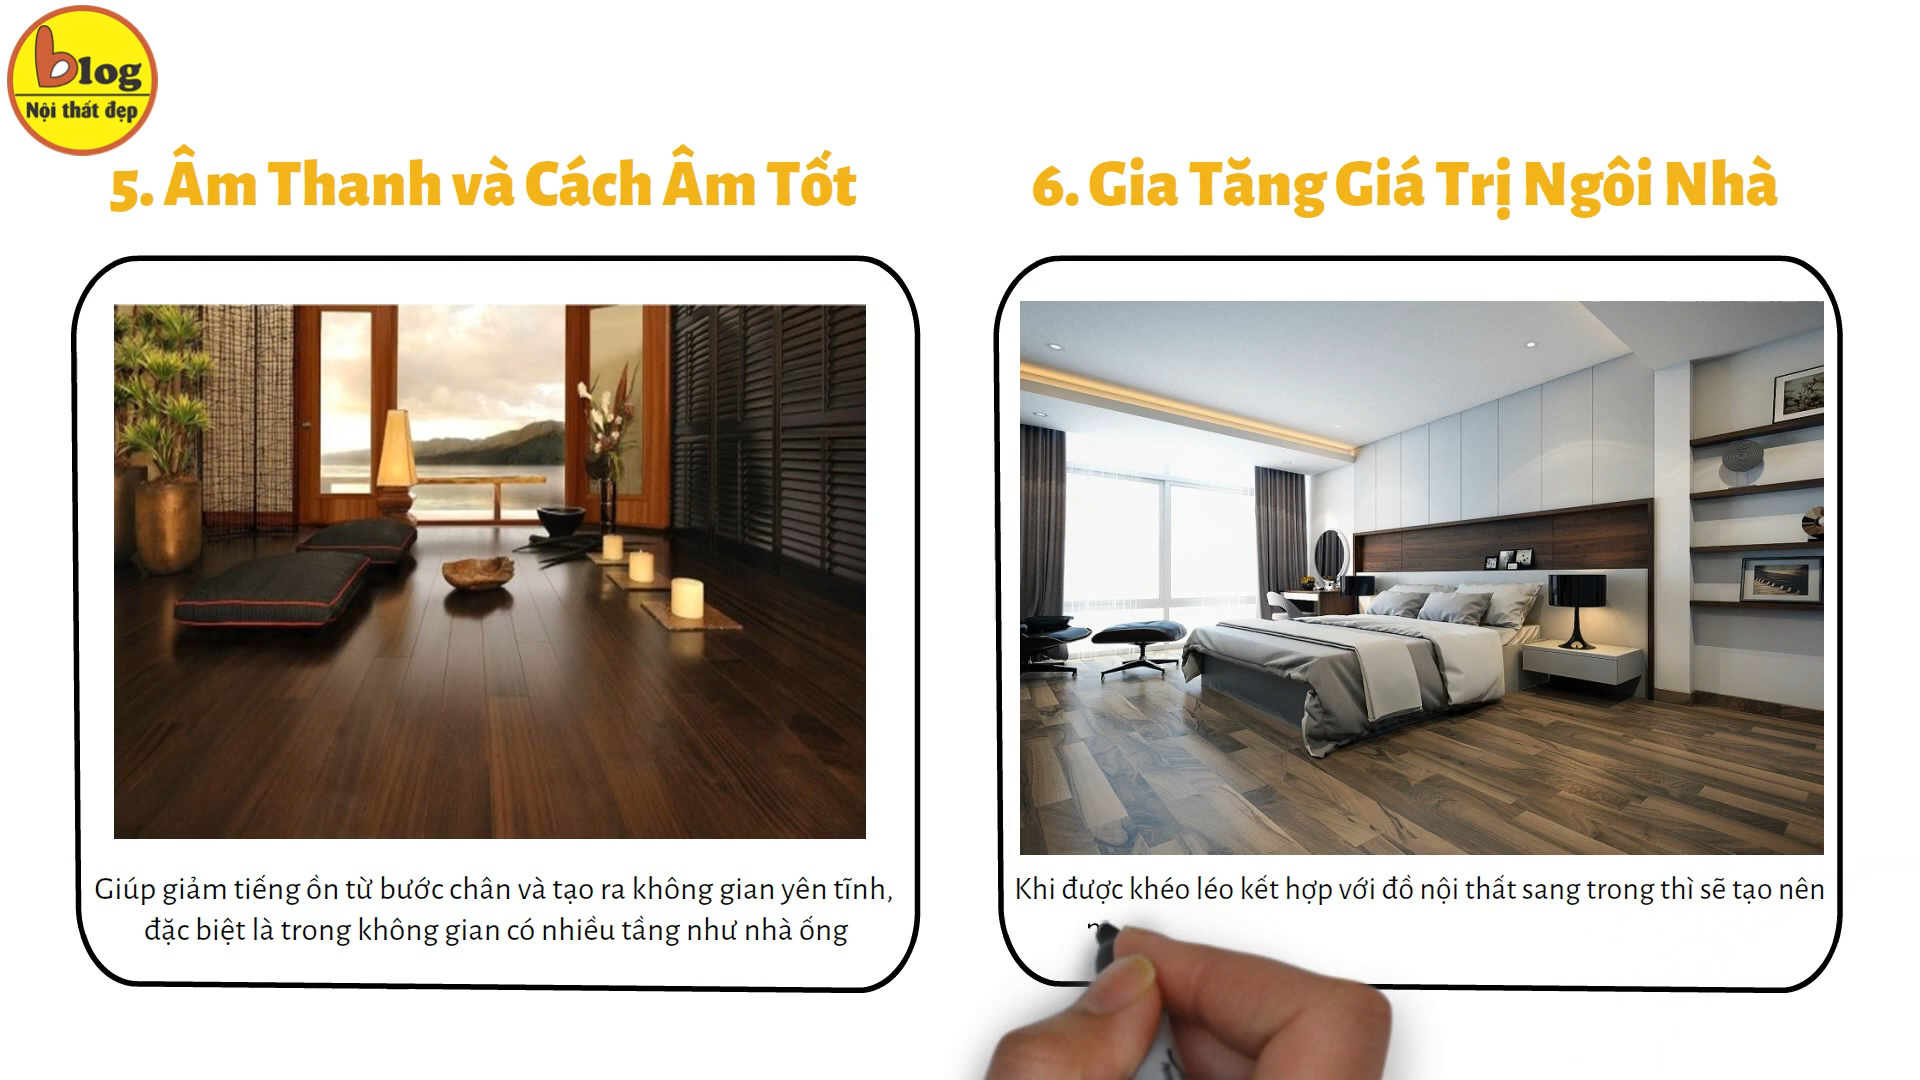 blog
Nội thất đẹp
5. Âm Thanh và Cách Âm Tốt
Giúp giảm tiếng ồn từ bước chân và tạo ra không gian yên tĩnh,
đặc biệt là trong không gian có nhiều tầng như nhà ống
6. Gia Tăng Giá Trị Ngôi Nhà
Khi được khéo léo kết hợp với đồ nội thất sang trọng thì sẽ tạo nên